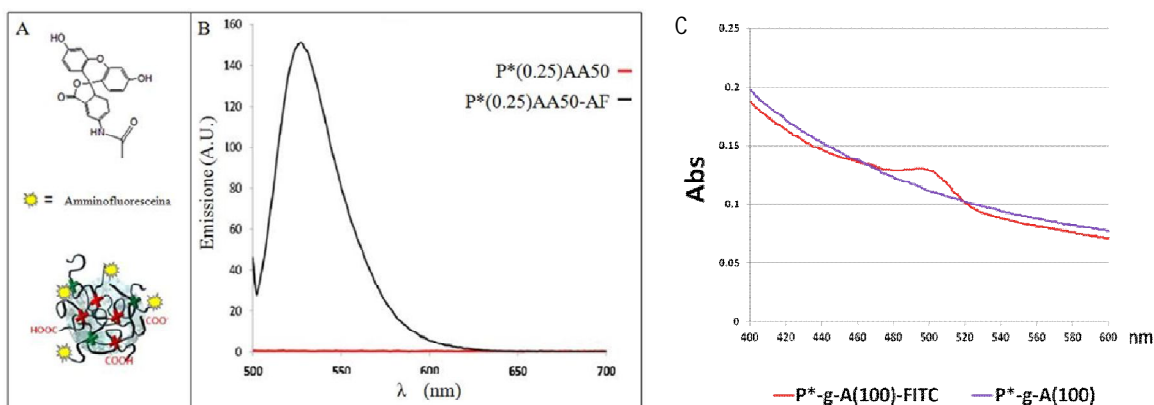 A
HO
O
OH
O
O
HN
O
= Amminofluoresceina
HOOC
COO-
COOH
B
160
140
120
100
80
60
40
20
0
Emissione (A.U.)
P*(0.25)AA50
P*(0.25)AA50-AF
500
550
600
650
700
λ (nm)
C
0.25
0.2
0.15
0.1
0.05
0
Abs
400 420 440 460 480 500 520 540 560 580 600 nm
P*-g-A(100)-FITC P*-g-A(100)